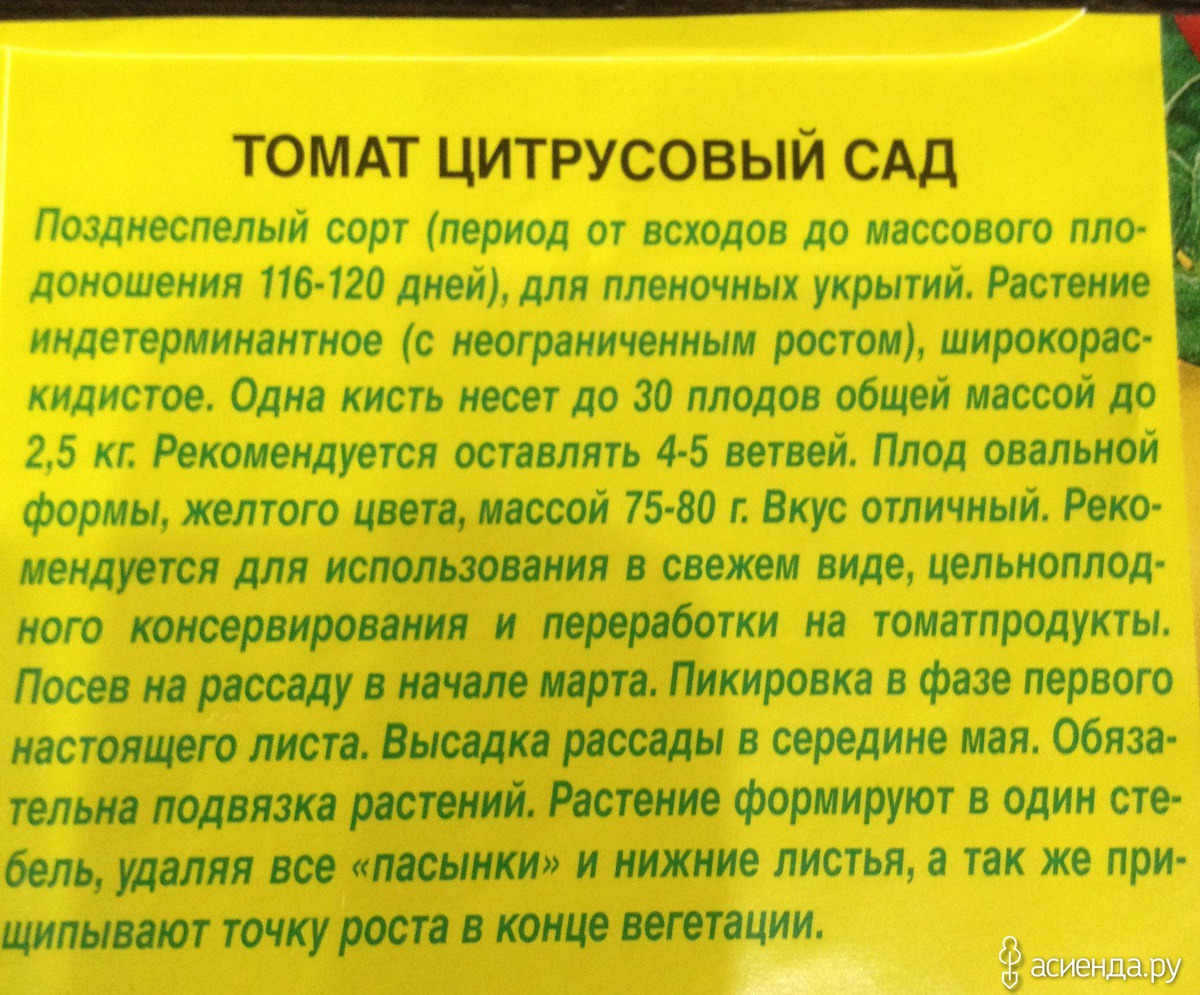 ТОМАТ ЦИТРУСОВЫЙ САД
Позднеспелый сорт (период от всходов до массового пло-
доношения 116-120 дней), для пленочных укрытий. Растение
индетерминантное (с неограниченным ростом), широкорас-
кидистое. Одна кисть несет до 30 плодов общей массой до
2,5 кг. Рекомендуется оставлять 4-5 ветвей. Плод овальной
формы, желтого цвета, массой 75-80 г. Вкус отличный. Реко-
мендуется для использования в свежем виде, цельноплод-
ного консервирования и переработки на томатпродукты.
Посев на рассаду в начале марта. Пикировка в фазе первого
настоящего листа. Высадка рассады в середине мая. Обяза-
тельна подвязка растений. Растение формируют в один сте-
бель, удаляя все «пасынки» и нижние листья, а так же при-
щипывают точку роста в конце вегетации.
асиенда.ру